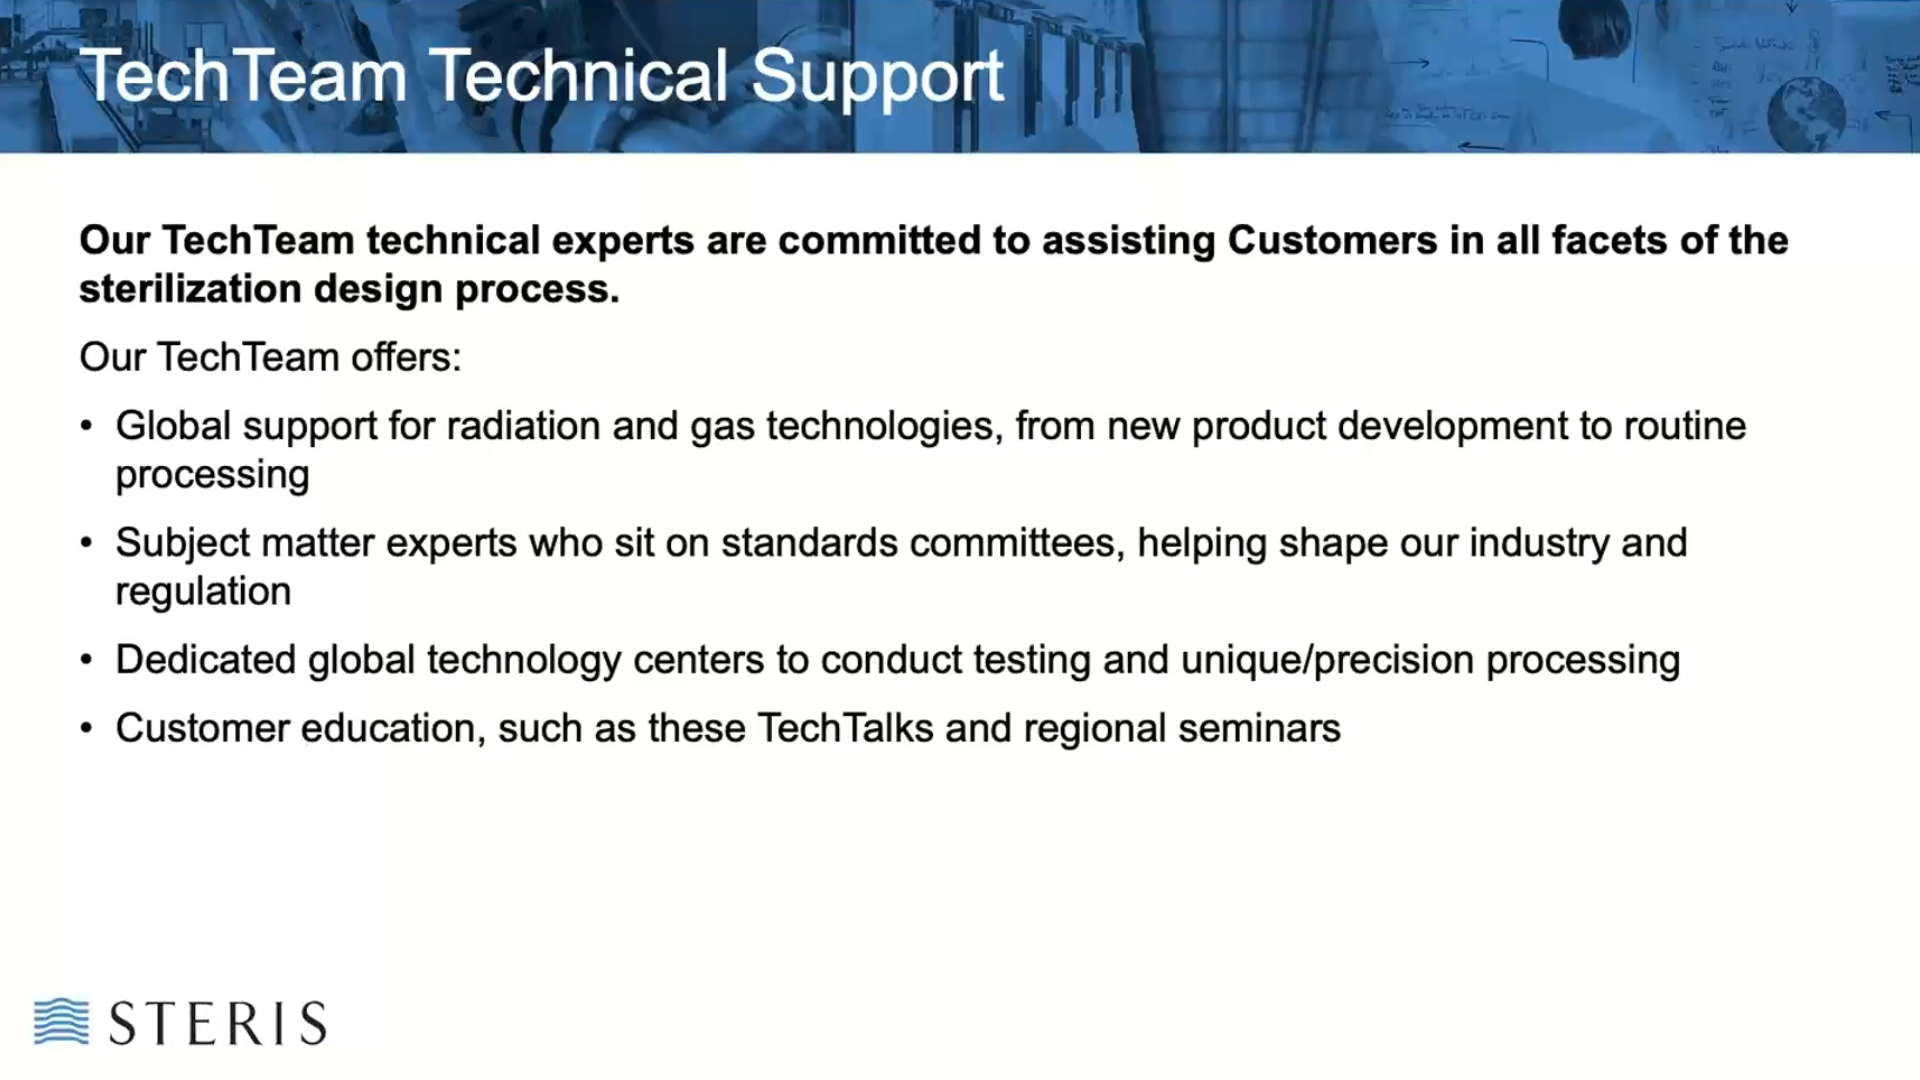 TechTeam Technical Support
Our TechTeam technical experts are committed to assisting Customers in all facets of the
sterilization design process.
Our TechTeam offers:
• Global support for radiation and gas technologies, from new product development to routine
processing
• Subject matter experts who sit on standards committees, helping shape our industry and
regulation
• Dedicated global technology centers to conduct testing and unique/precision processing
• Customer education, such as these TechTalks and regional seminars
STERIS